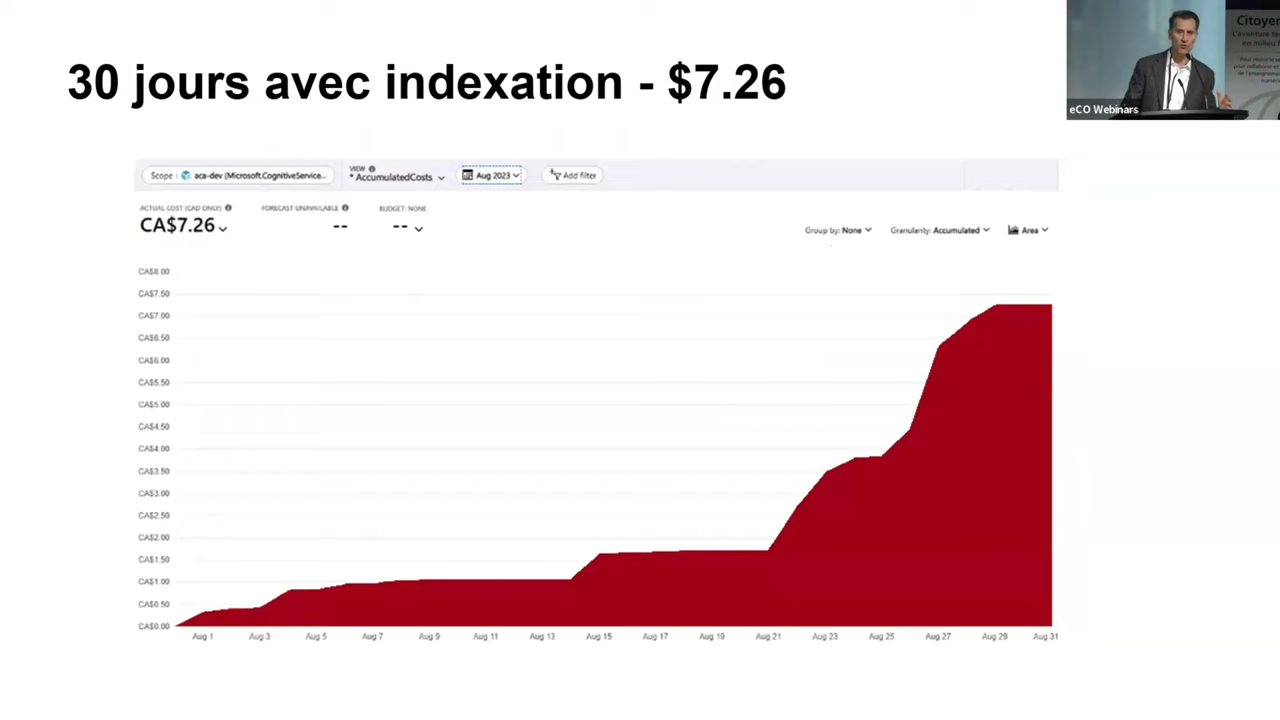 30 jours avec indexation - $7.26
Citoyen
L'aventure te
en milieu
eCO Webinars
Scope : aca-dev (Microsoft.CognitiveService...
VIEW
* AccumulatedCosts
Aug 2023
Add filter
ACTUAL COST (CAD ONLY)
CA$7.26
FORECAST UNAVAILABLE
--
BUDGET: NONE
--
Group by: None
Granularity: Accumulated
Area
CA$8.00
CA$7.50
CA$7.00
CA$6.50
CA$6.00
CA$5.50
CA$5.00
CA$4.50
CA$4.00
CA$3.50
CA$3.00
CA$2.50
CA$2.00
CA$1.50
CA$1.00
CA$0.50
CA$0.00
Aug 1 Aug 3 Aug 5 Aug 7 Aug 9 Aug 11 Aug 13 Aug 15 Aug 17 Aug 19 Aug 21 Aug 23 Aug 25 Aug 27 Aug 29 Aug 31